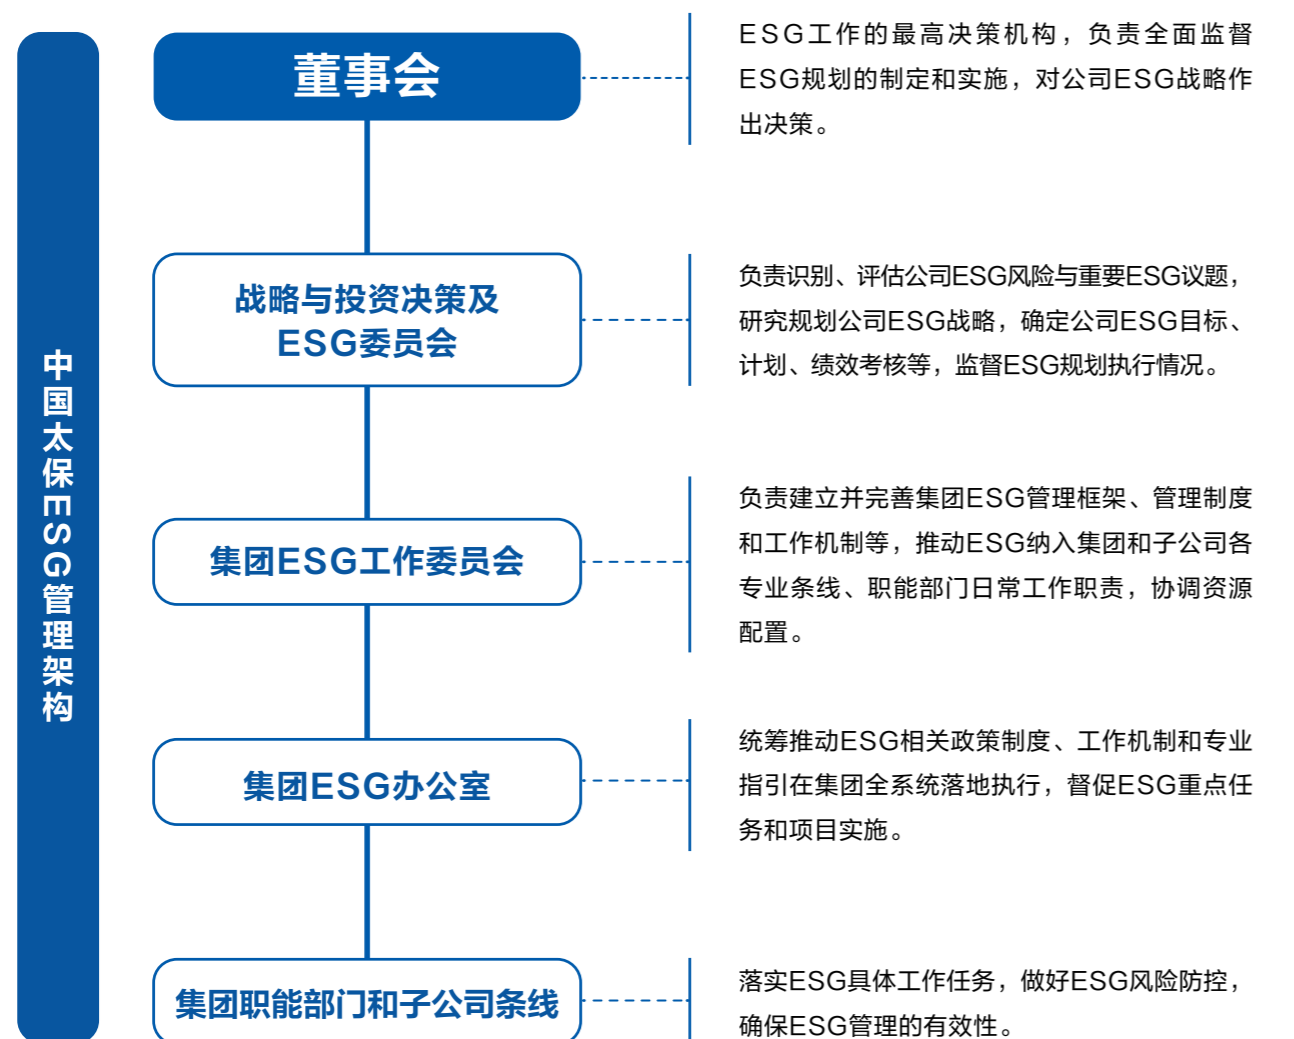 中国太保ESG管理架构
董事会
ESG工作的最高决策机构，负责全面监督
ESG规划的制定和实施，对公司ESG战略作
出决策。
战略与投资决策及
ESG委员会
负责识别、评估公司ESG风险与重要ESG议题，
研究规划公司ESG战略，确定公司ESG目标、
计划、绩效考核等，监督ESG规划执行情况。
集团ESG工作委员会
负责建立并完善集团ESG管理框架、管理制度
和工作机制等，推动ESG纳入集团和子公司各
专业条线、职能部门日常工作职责，协调资源
配置。
集团ESG办公室
统筹推动ESG相关政策制度、工作机制和专业
指引在集团全系统落地执行，督促ESG重点任
务和项目实施。
集团职能部门和子公司条线
落实ESG具体工作任务，做好ESG风险防控，
确保ESG管理的有效性。